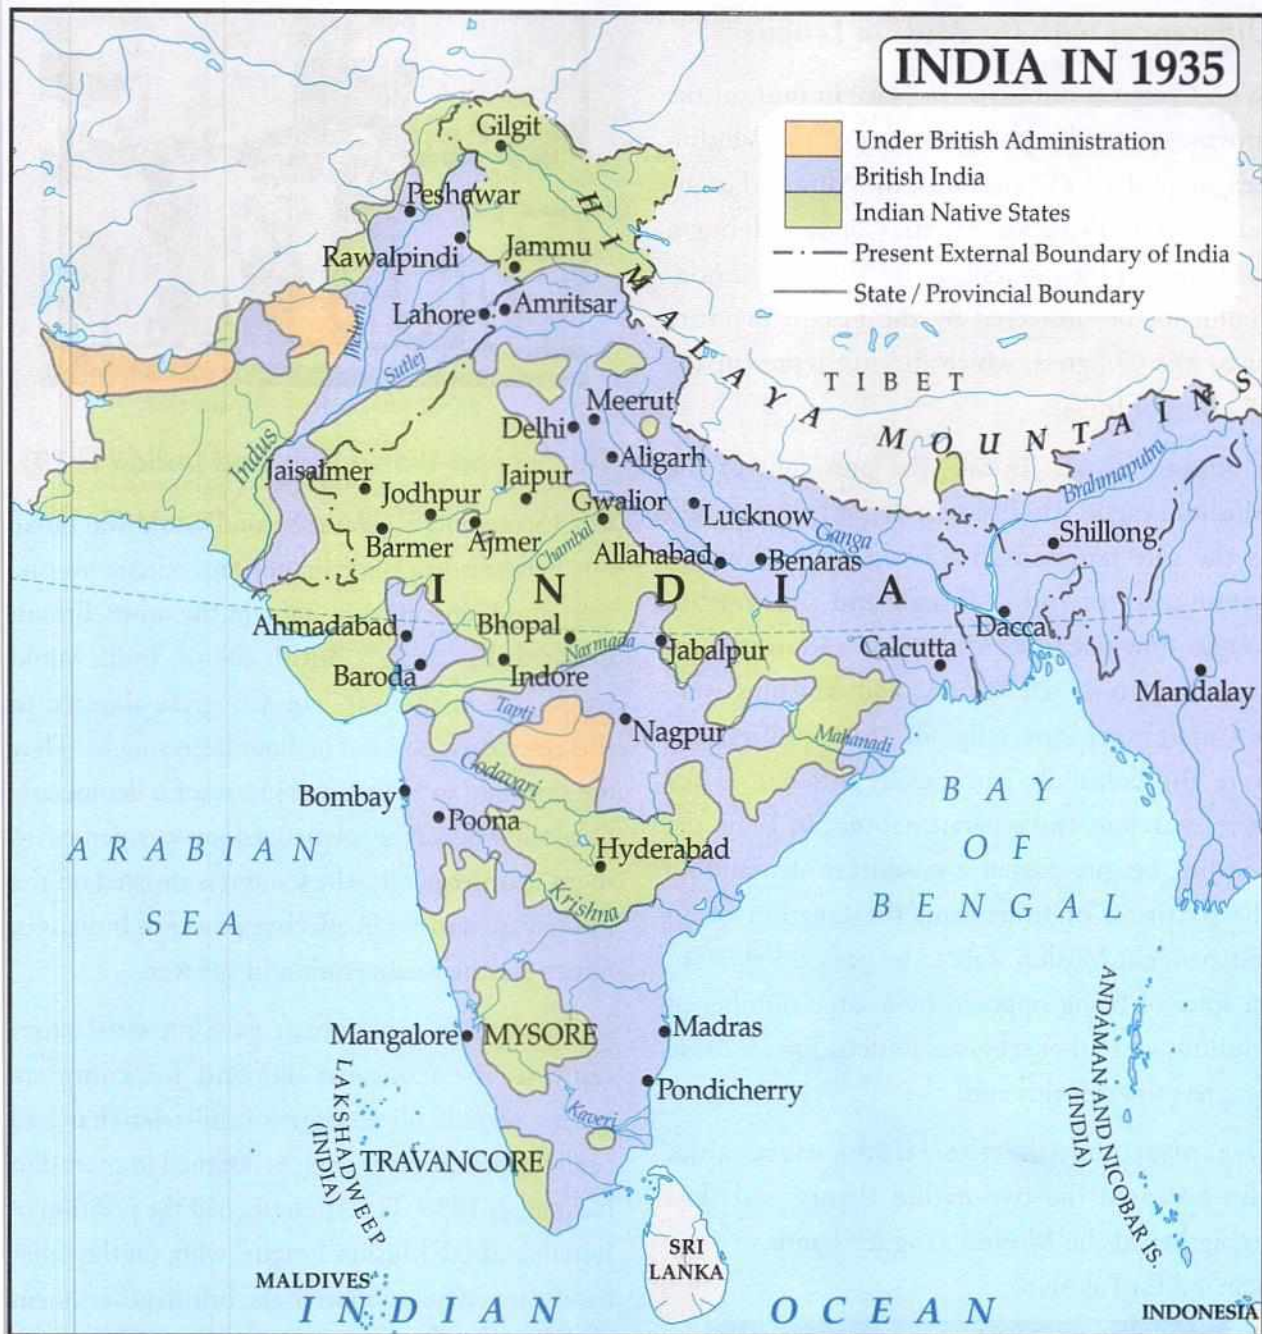 INDIA IN 1935
Under British Administration
British India
Indian Native States
Present External Boundary of India
State / Provincial Boundary
Gilgit
HIMALAYA MOUNTAINS
Peshawar
Rawalpindi
Jammu
Lahore
Amritsar
Jhelum
Sutlej
TIBET
Meerut
Delhi
Indus
Aligarh
Jaisalmer
Jaipur
Jodhpur
Gwalior
Lucknow
Brahmaputra
Barmer
Ajmer
Chambal
Ganga
Shillong
Allahabad
Benaras
INDIA
Ahmadabad
Bhopal
Narmada
Jabalpur
Calcutta
Dacca
Baroda
Indore
Mandalay
Tapti
Nagpur
Mahanadi
Godavari
Bombay
Poona
Hyderabad
ARABIAN
SEA
BAY
OF
BENGAL
Krishna
Mangalore
MYSORE
Madras
Pondicherry
LAKSHADWEEP
(INDIA)
ANDAMAN AND NICOBAR IS.
(INDIA)
Kaveri
TRAVANCORE
SRI
LANKA
MALDIVES
INDIAN OCEAN
INDONESIA